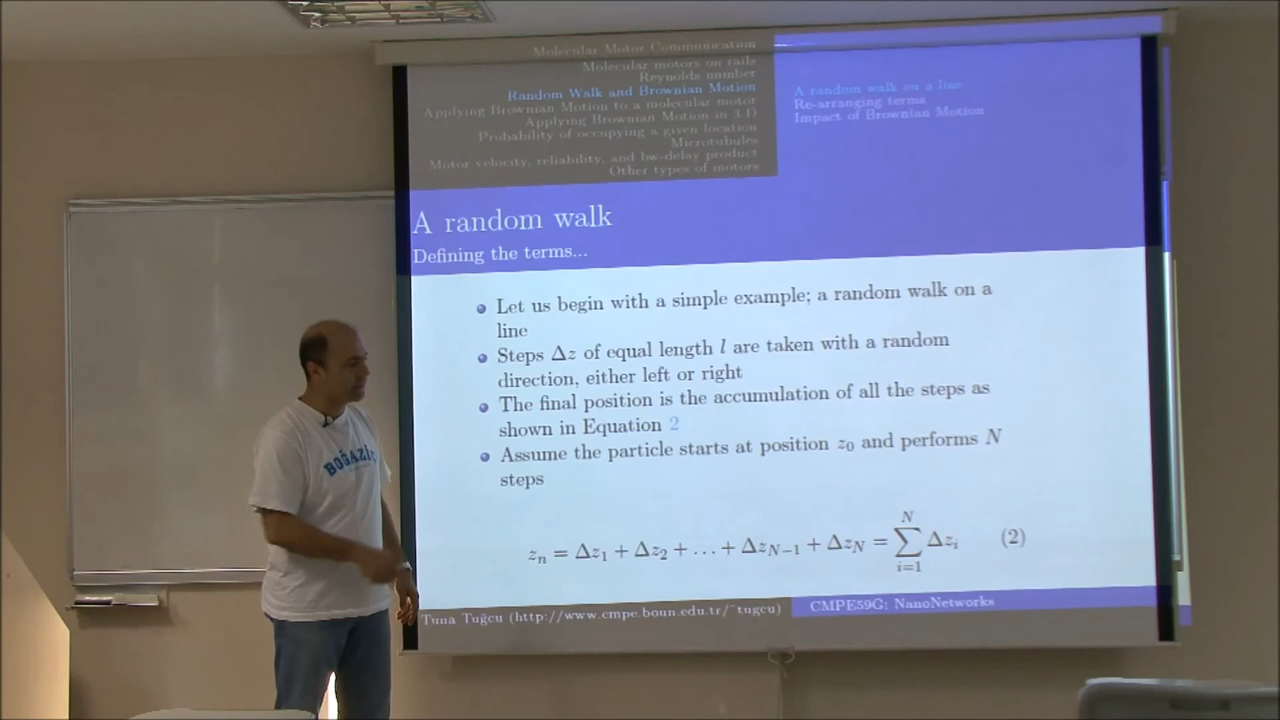 Molecular Motor Communication
Molecular motors on rails
Reynolds number
Random Walk and Brownian Motion
Applying Brownian Motion to a molecular motor
Applying Brownian Motion in 3-D
Probability of occupying a given location
Microtubules
Motor velocity, reliability, and bw-delay product
Other types of motors
A random walk on a line
Re-arranging terms
Impact of Brownian Motion
A random walk
Defining the terms...
Let us begin with a simple example; a random walk on a
line
Steps Δz of equal length l are taken with a random
direction, either left or right
The final position is the accumulation of all the steps as
shown in Equation 2
Assume the particle starts at position z₀ and performs N
steps
zₙ = Δz₁ + Δz₂ + . . . + Δz_{N−1} + Δz_N = ∑_{i=1}^{N} Δz_i (2)
Tuna Tuğcu (http://www.cmpe.boun.edu.tr/~tugcu)
CMPE59G: NanoNetworks
BOĞAZİÇ